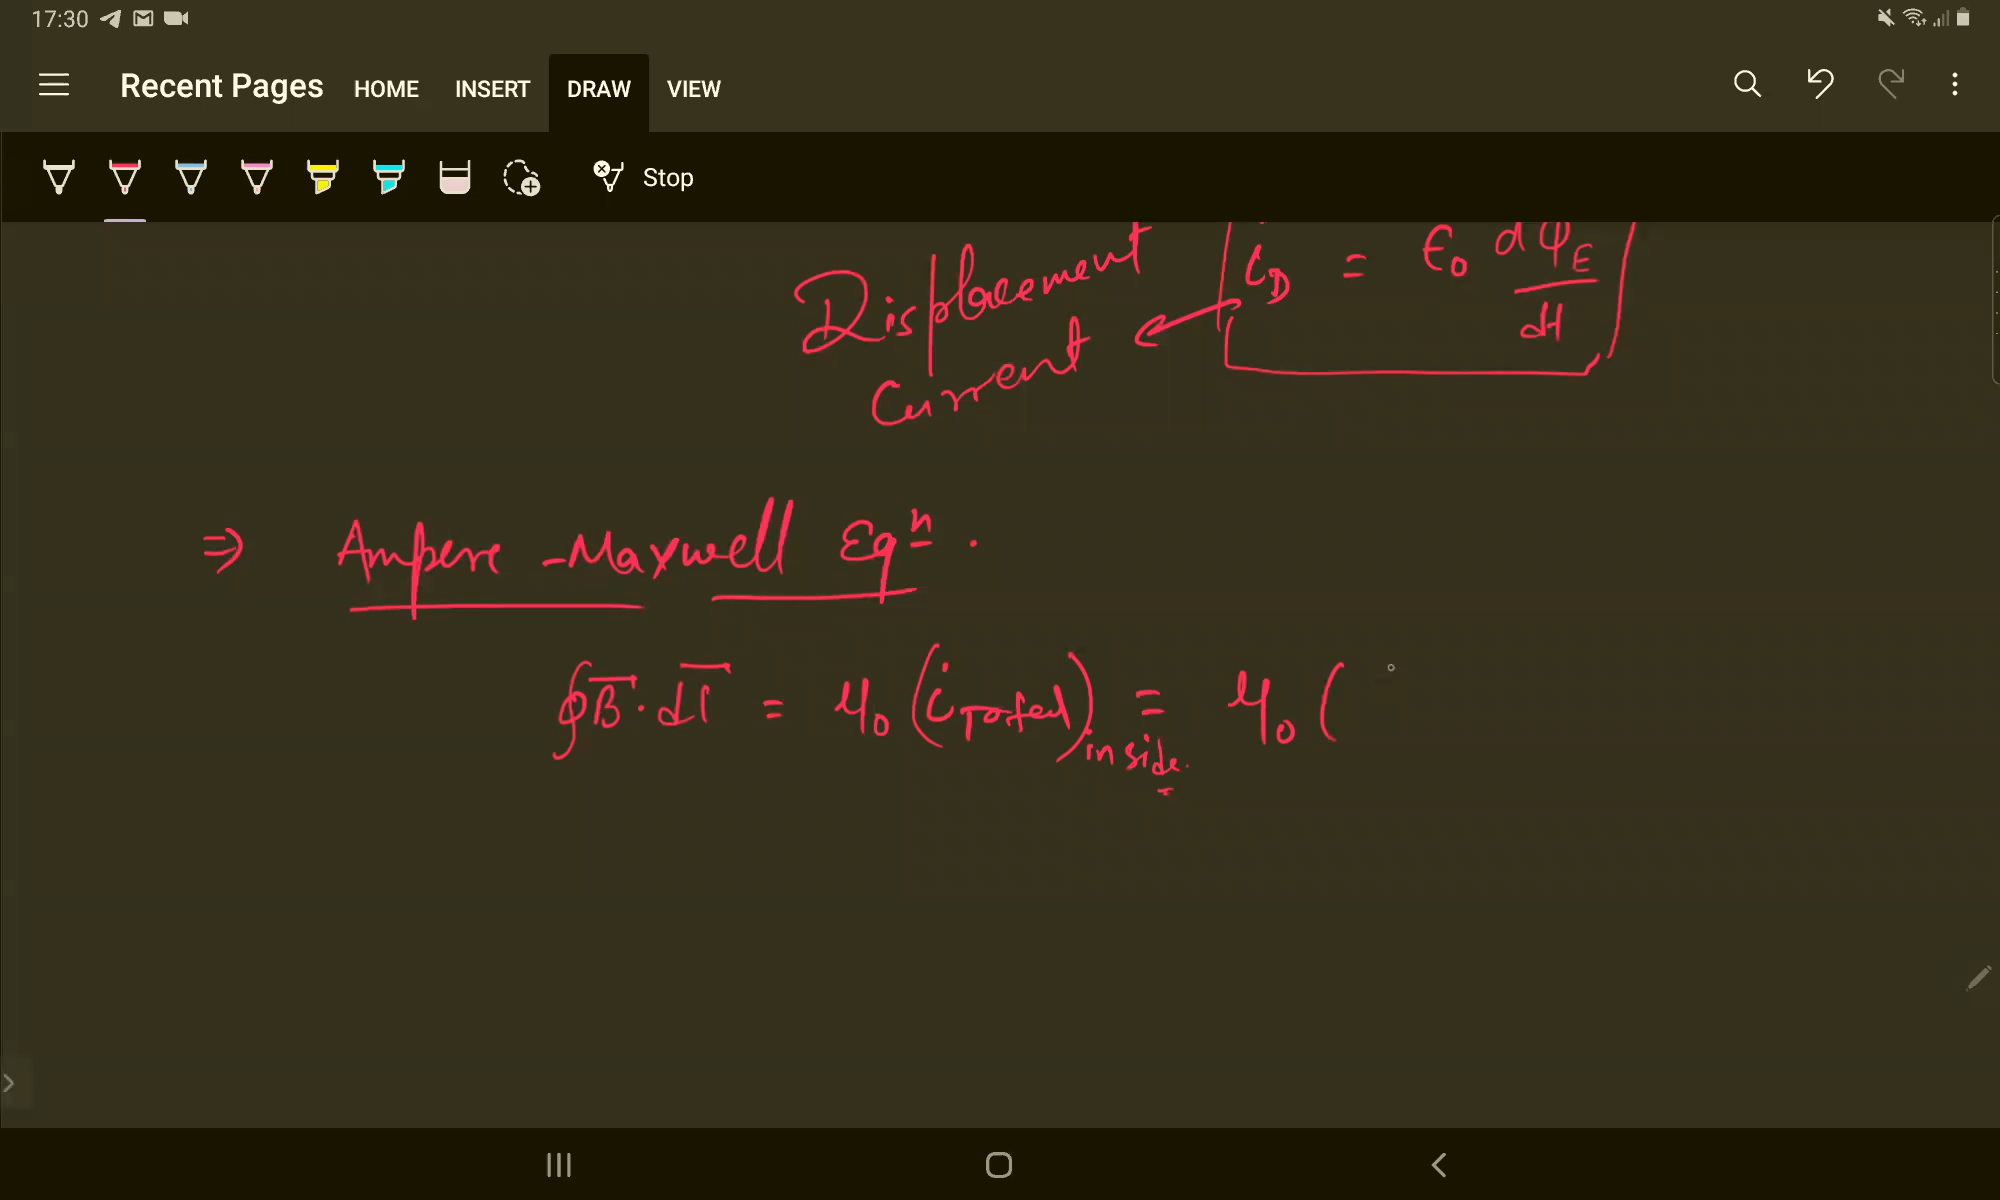 17:30
Recent Pages HOME INSERT DRAW VIEW
Stop
Displacement i_D = ε₀ dφ_E/dt
Current
⇒ Ampere-Maxwell Eqⁿ.
∮B⃗·dl⃗ = μ₀(i_Total)inside. = μ₀(